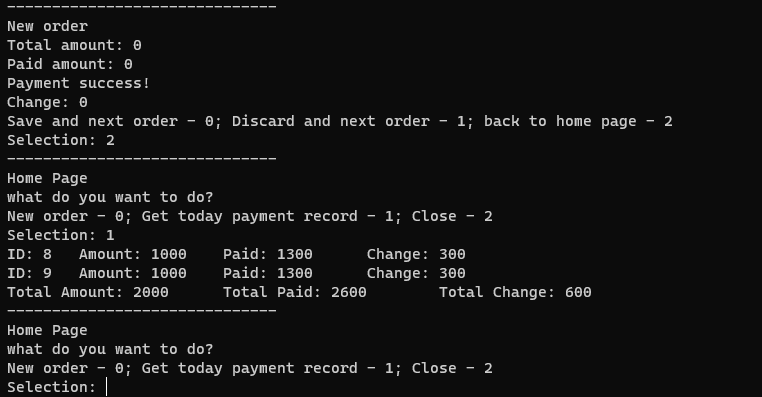 ------------------------------
New order
Total amount: 0
Paid amount: 0
Payment success!
Change: 0
Save and next order - 0; Discard and next order - 1; back to home page - 2
Selection: 2
------------------------------
Home Page
what do you want to do?
New order - 0; Get today payment record - 1; Close - 2
Selection: 1
ID: 8   Amount: 1000    Paid: 1300      Change: 300
ID: 9   Amount: 1000    Paid: 1300      Change: 300
Total Amount: 2000      Total Paid: 2600        Total Change: 600
------------------------------
Home Page
what do you want to do?
New order - 0; Get today payment record - 1; Close - 2
Selection: